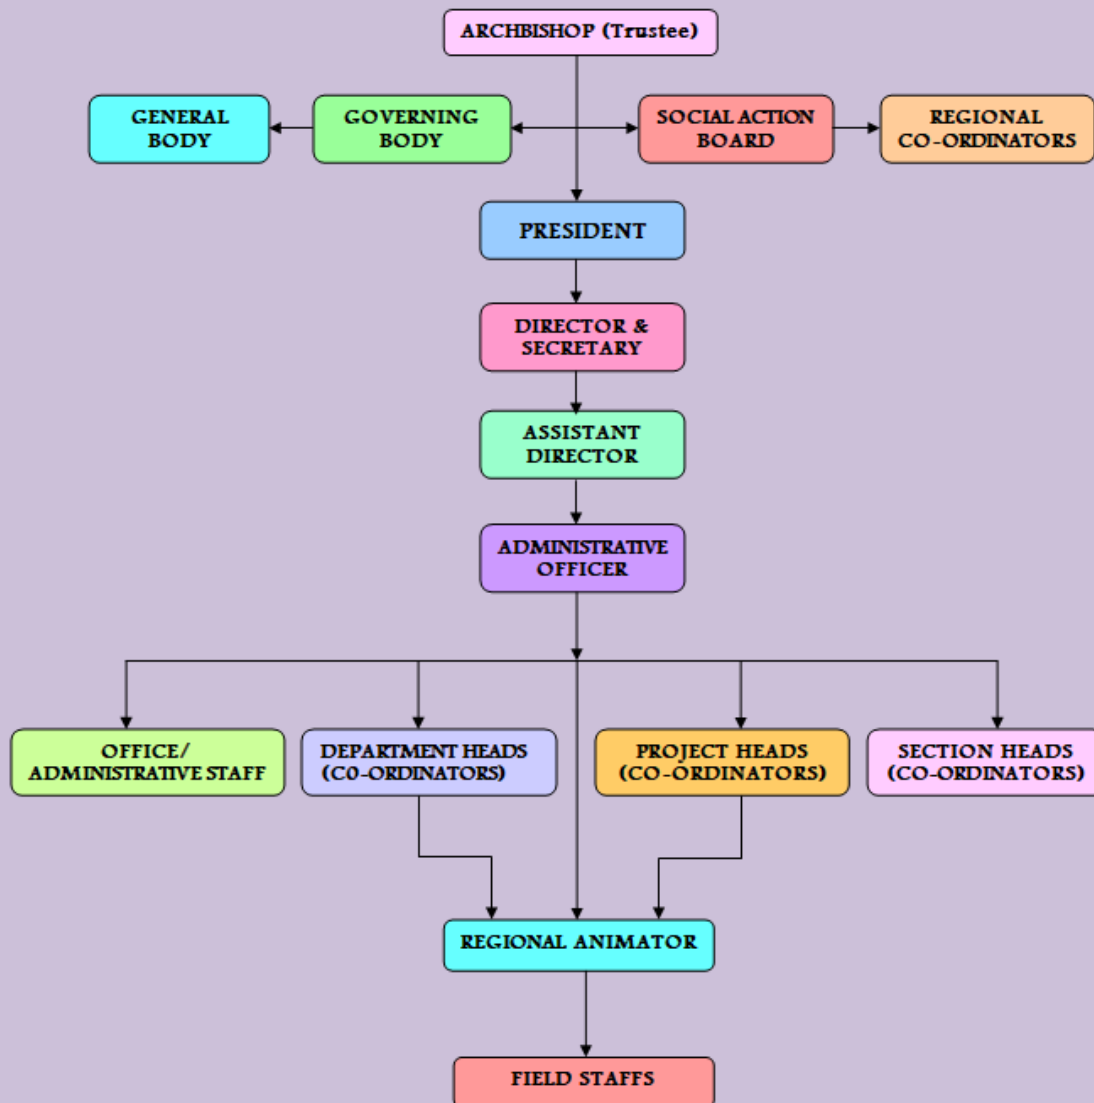 ARCHBISHOP (Trustee)
GENERAL
BODY
GOVERNING
BODY
SOCIAL ACTION
BOARD
REGIONAL
CO-ORDINATORS
PRESIDENT
DIRECTOR &
SECRETARY
ASSISTANT
DIRECTOR
ADMINISTRATIVE
OFFICER
OFFICE/
ADMINISTRATIVE STAFF
DEPARTMENT HEADS
(C0-ORDINATORS)
PROJECT HEADS
(CO-ORDINATORS)
SECTION HEADS
(CO-ORDINATORS)
REGIONAL ANIMATOR
FIELD STAFFS